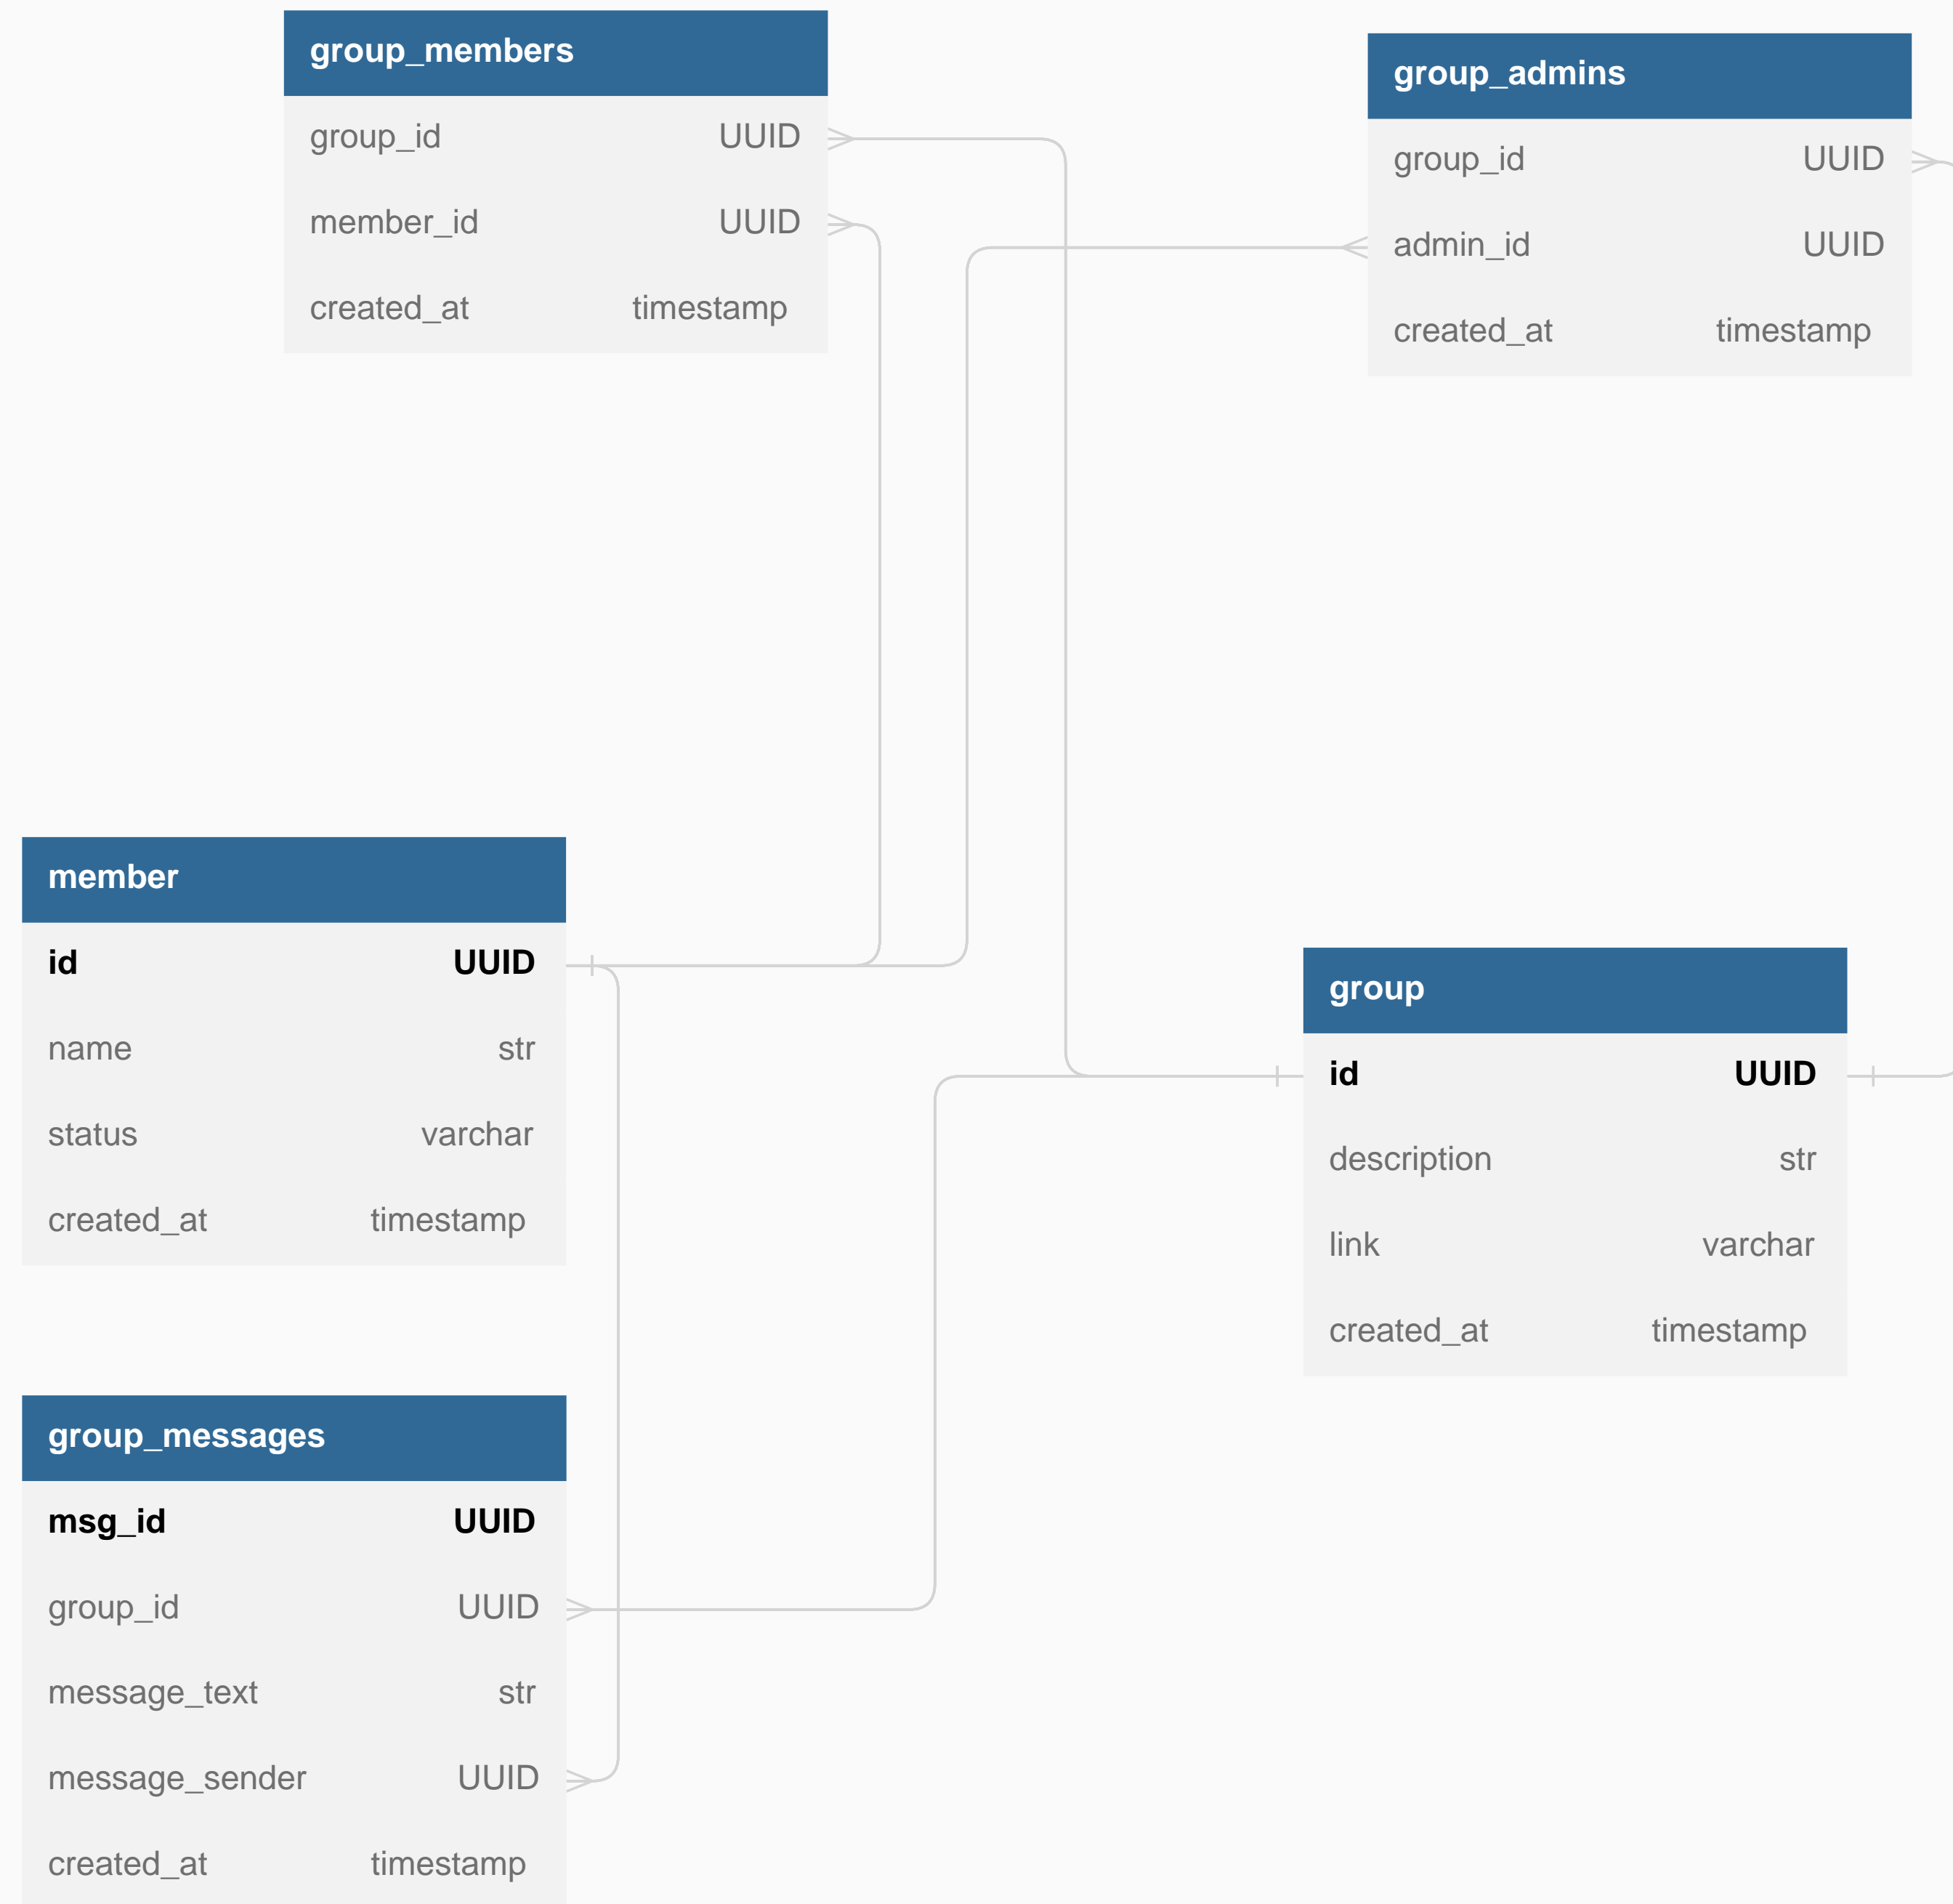 group_members
group_id UUID
member_id UUID
created_at timestamp
group_admins
group_id UUID
admin_id UUID
created_at timestamp
member
id UUID
name str
status varchar
created_at timestamp
group
id UUID
description str
link varchar
created_at timestamp
group_messages
msg_id UUID
group_id UUID
message_text str
message_sender UUID
created_at timestamp